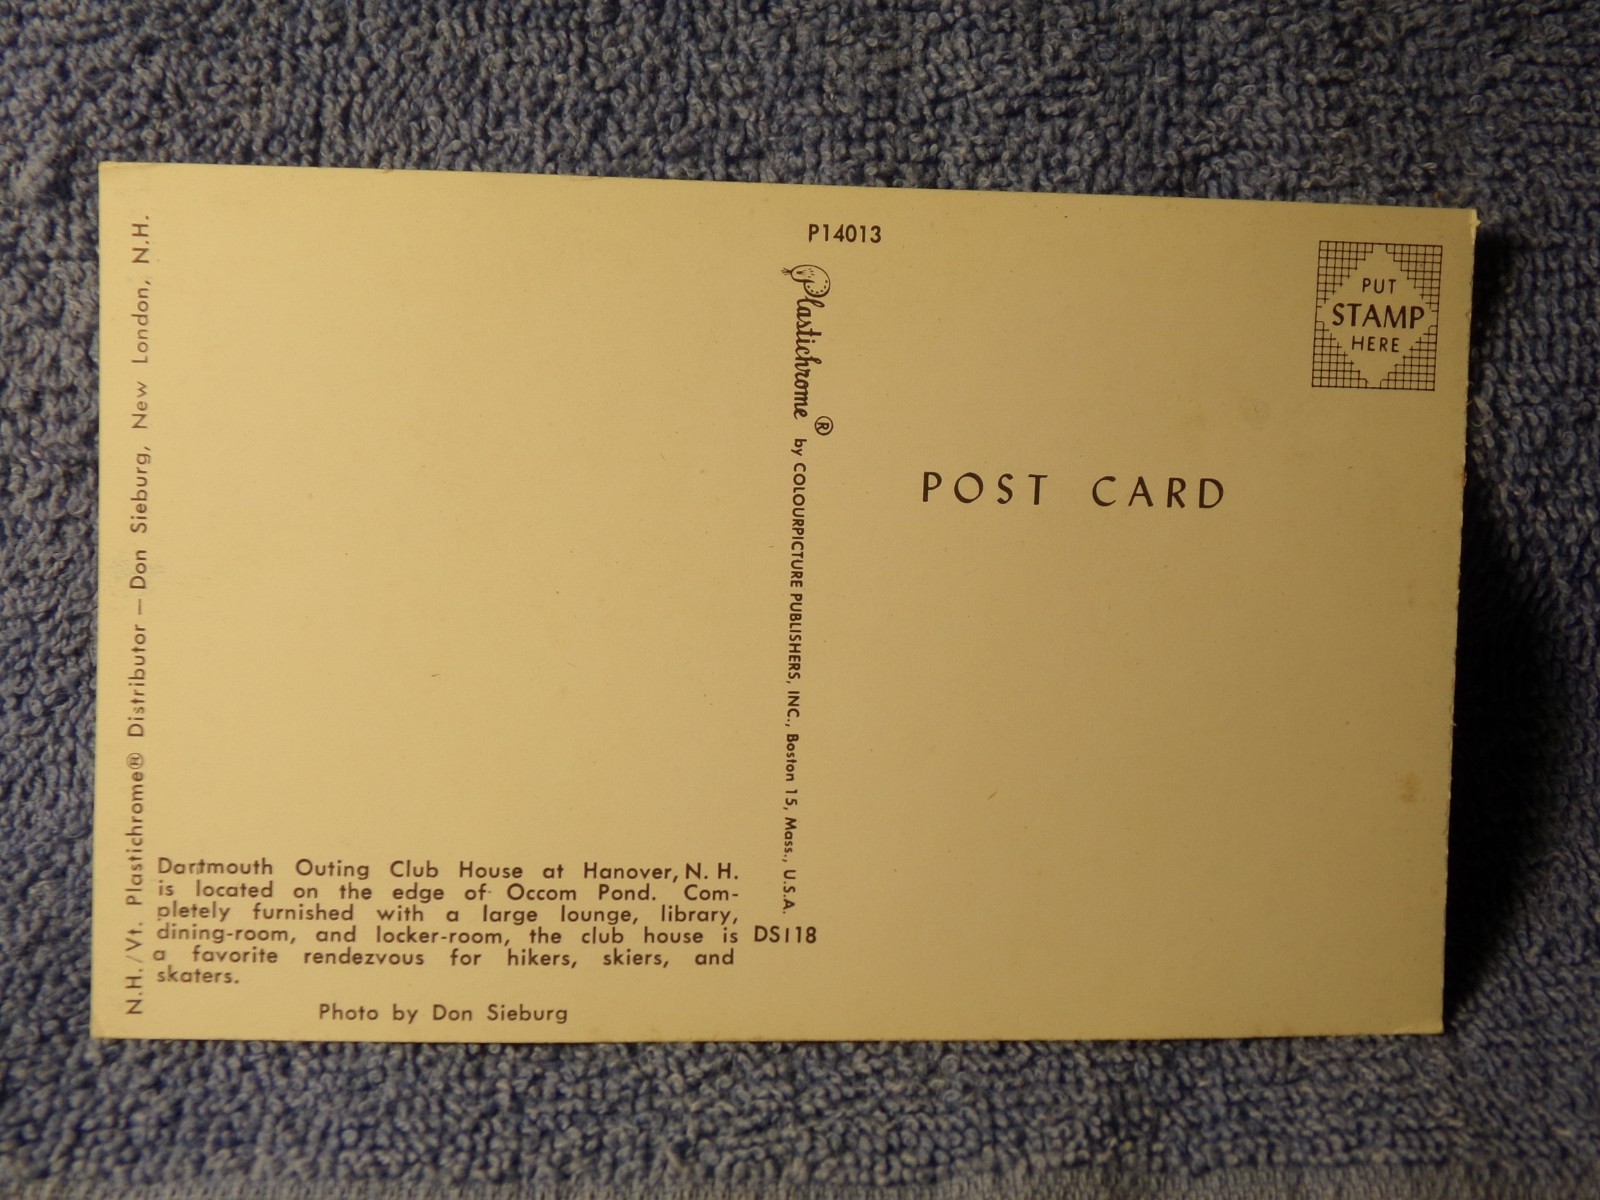 N.H./Vt. Plastichrome® Distributor — Don Sieburg, New London, N.H.
Dartmouth Outing Club House at Hanover, N. H.
is located on the edge of Occom Pond. Com-
pletely furnished with a large lounge, library,
dining-room, and locker-room, the club house is
a favorite rendezvous for hikers, skiers, and
skaters.
Photo by Don Sieburg
DS118
P14013
Plastichrome® by COLOURPICTURE PUBLISHERS, INC., Boston 15, Mass., U.S.A.
PUT
STAMP
HERE
POST CARD